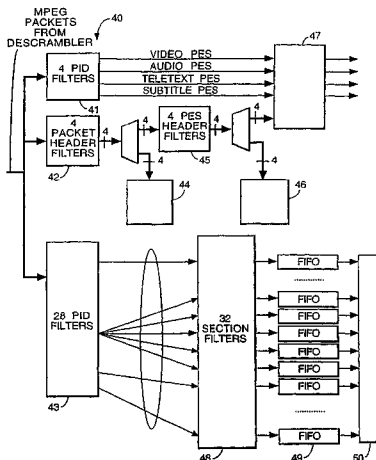 MPEG
PACKETS
FROM
DESCRAMBLER
40
4 PID
FILTERS
41
VIDEO PES
AUDIO PES
TELETEXT PES
SUBTITLE PES
47
4
PACKET
HEADER
FILTERS
42
4
4
4
44
4 PES
HEADER
FILTERS
45
4
4
4
46
28 PID
FILTERS
43
32
SECTION
FILTERS
48
FIFO
FIFO
FIFO
FIFO
FIFO
FIFO
FIFO
FIFO
49
50